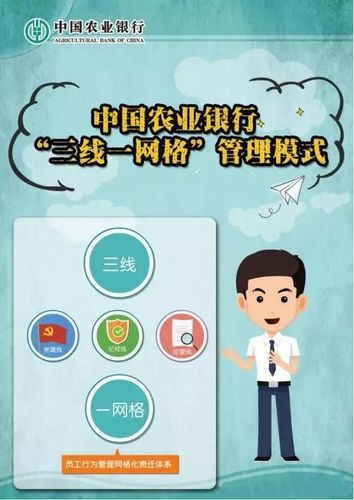 中国农业银行
AGRICULTURAL BANK OF CHINA
中国农业银行
“三线一网格”管理模式
三线
党建线
纪检线
运营线
一网格
员工行为管理网格化责任体系